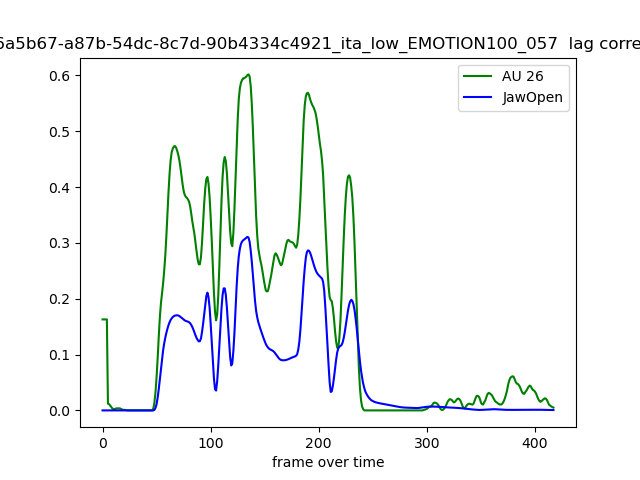 6a5b67-a87b-54dc-8c7d-90b4334c4921_ita_low_EMOTION100_057 lag corre
AU 26
JawOpen
0.6
0.5
0.4
0.3
0.2
0.1
0.0
0 100 200 300 400
frame over time